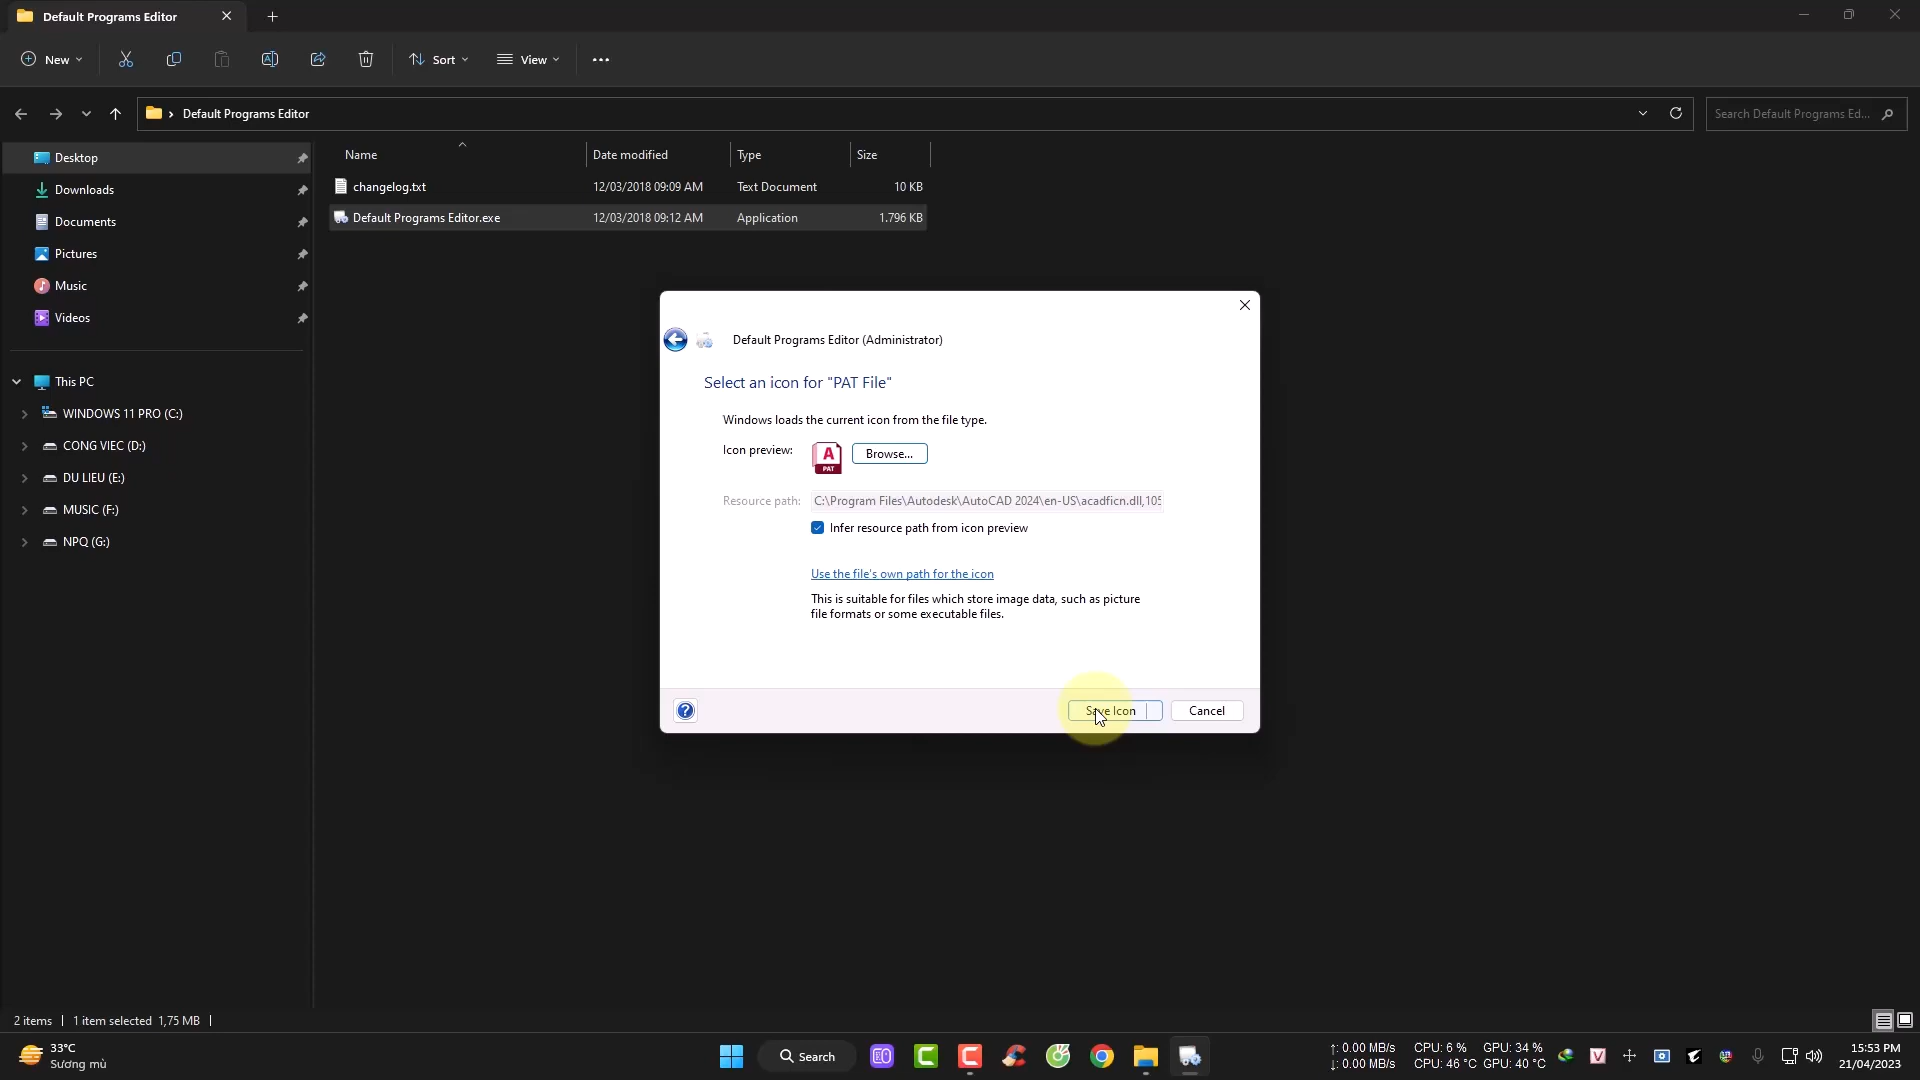 Default Programs Editor
New
Sort
View
Default Programs Editor
Search Default Programs Ed...
Desktop
Downloads
Documents
Pictures
Music
Videos
This PC
WINDOWS 11 PRO (C:)
CONG VIEC (D:)
DU LIEU (E:)
MUSIC (F:)
NPQ (G:)
Name Date modified Type Size
changelog.txt 12/03/2018 09:09 AM Text Document 10 KB
Default Programs Editor.exe 12/03/2018 09:12 AM Application 1.796 KB
Default Programs Editor (Administrator)
Select an icon for "PAT File"
Windows loads the current icon from the file type.
Icon preview:
A
PAT
Browse...
Resource path: C:\Program Files\Autodesk\AutoCAD 2024\en-US\acadficn.dll,105
Infer resource path from icon preview
Use the file's own path for the icon
This is suitable for files which store image data, such as picture
file formats or some executable files.
?
Save Icon
Cancel
2 items 1 item selected 1,75 MB
33°C
Sương mù
Search
↑: 0.00 MB/s CPU: 6 % GPU: 34 %
↓: 0.00 MB/s CPU: 46 °C GPU: 40 °C
V
15:53 PM
21/04/2023